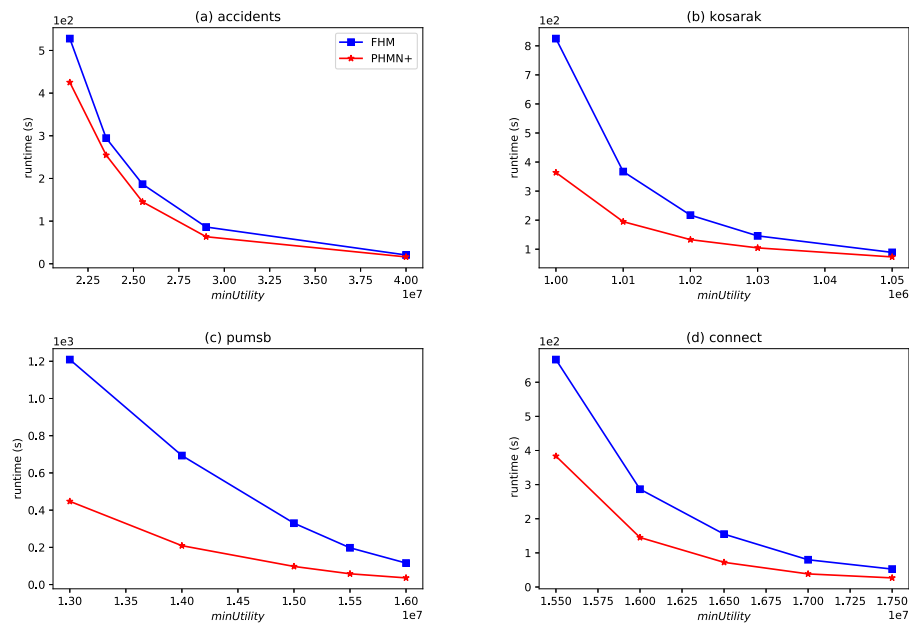 (a) accidents
1e2
FHM
PHMN+
5
4
3
2
1
0
runtime (s)
2.25 2.50 2.75 3.00 3.25 3.50 3.75 4.00
minUtility
1e7
(b) kosarak
1e2
8
7
6
5
4
3
2
1
runtime (s)
1.00 1.01 1.02 1.03 1.04 1.05
minUtility
1e6
(c) pumsb
1e3
1.2
1.0
0.8
0.6
0.4
0.2
0.0
runtime (s)
1.30 1.35 1.40 1.45 1.50 1.55 1.60
minUtility
1e7
(d) connect
1e2
6
5
4
3
2
1
0
runtime (s)
1.550 1.575 1.600 1.625 1.650 1.675 1.700 1.725 1.750
minUtility
1e7